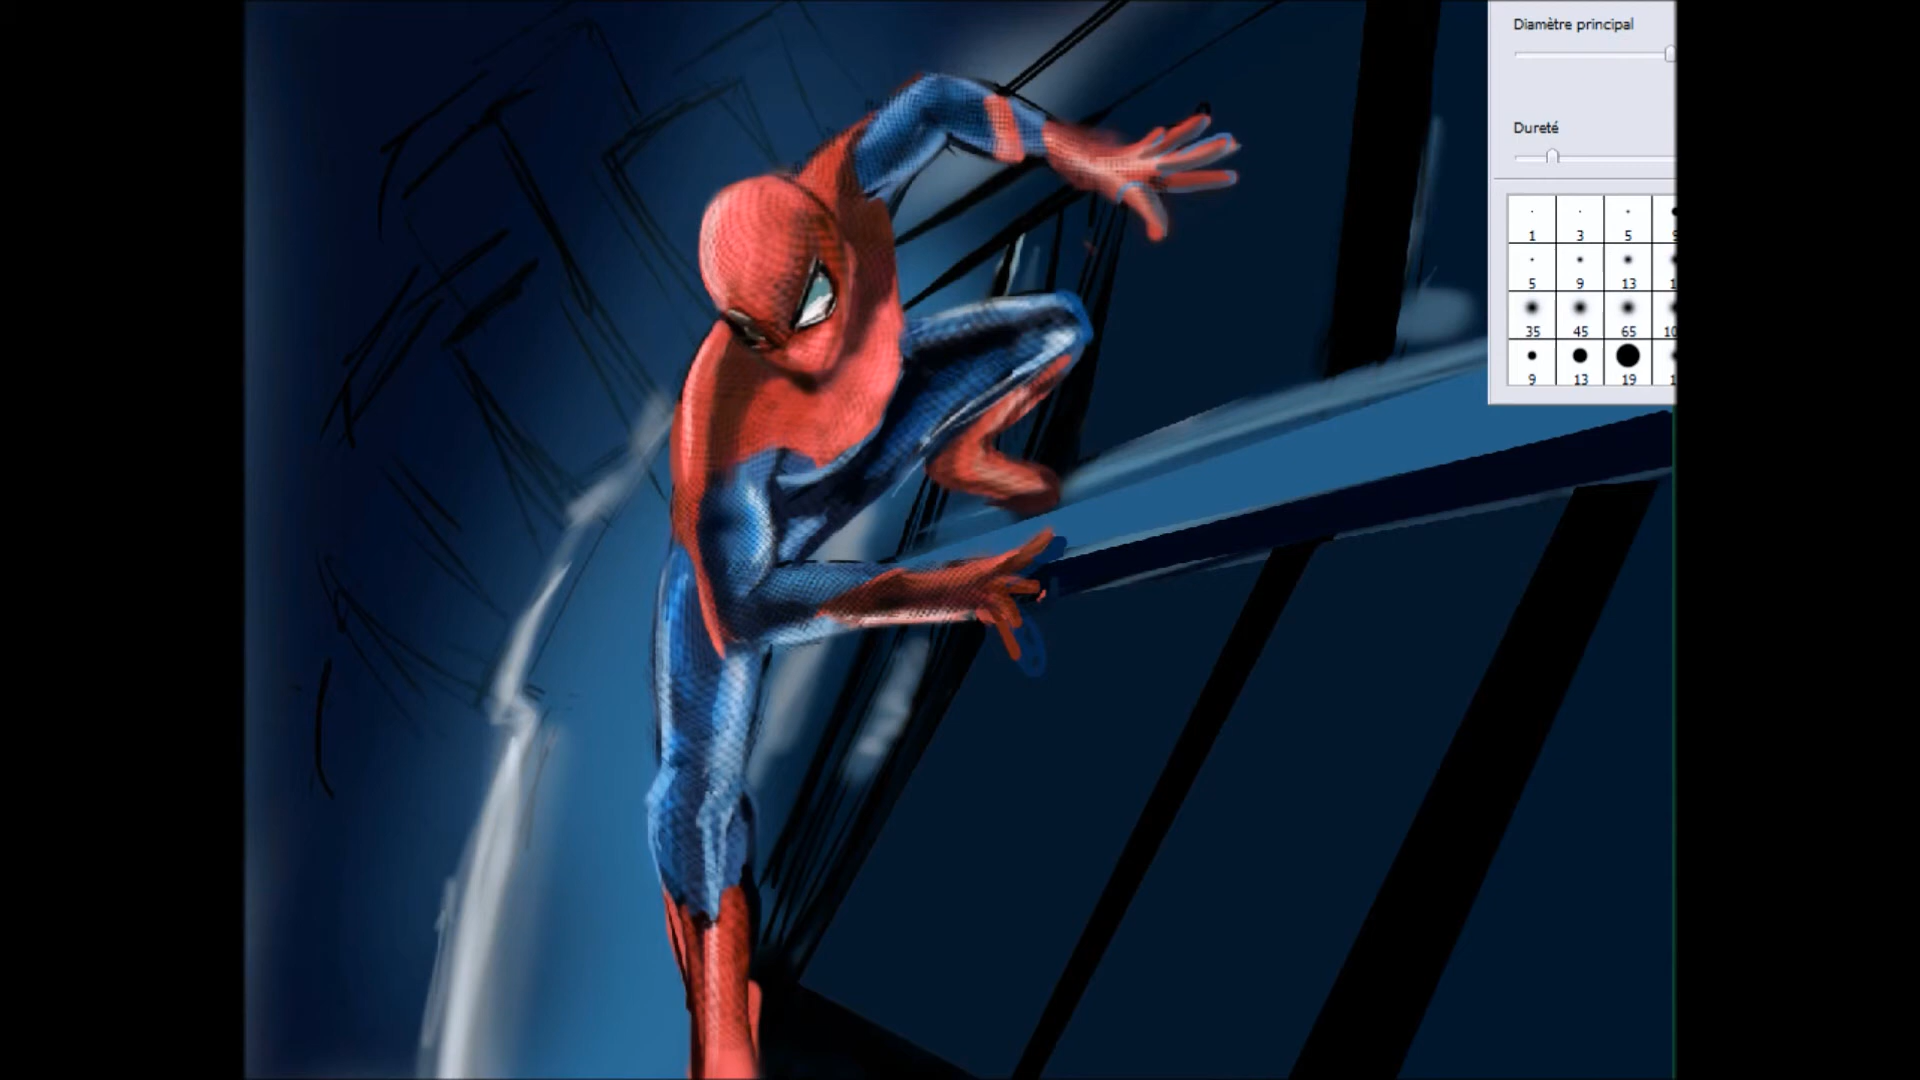 Diamètre principal
Dureté
1 3 5
5 9 13
35 45 65
9 13 19